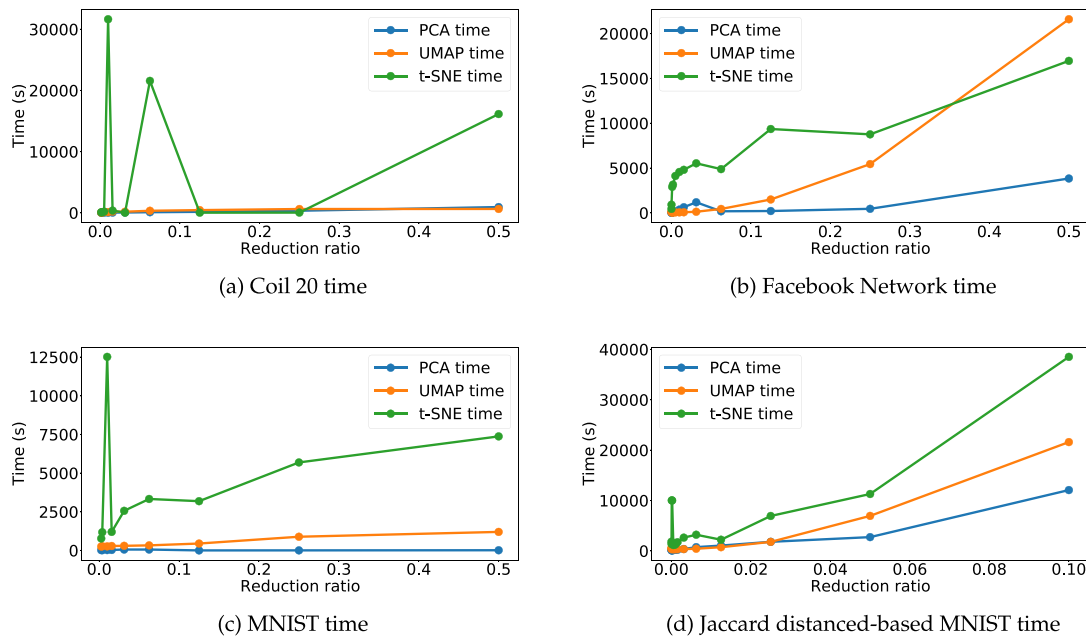 30000
20000
10000
0
Time (s)
PCA time
UMAP time
t-SNE time
0.0 0.1 0.2 0.3 0.4 0.5
Reduction ratio
(a) Coil 20 time
20000
15000
10000
5000
0
Time (s)
PCA time
UMAP time
t-SNE time
0.0 0.1 0.2 0.3 0.4 0.5
Reduction ratio
(b) Facebook Network time
12500
10000
7500
5000
2500
0
Time (s)
PCA time
UMAP time
t-SNE time
0.0 0.1 0.2 0.3 0.4 0.5
Reduction ratio
(c) MNIST time
40000
30000
20000
10000
0
Time (s)
PCA time
UMAP time
t-SNE time
0.00 0.02 0.04 0.06 0.08 0.10
Reduction ratio
(d) Jaccard distanced-based MNIST time